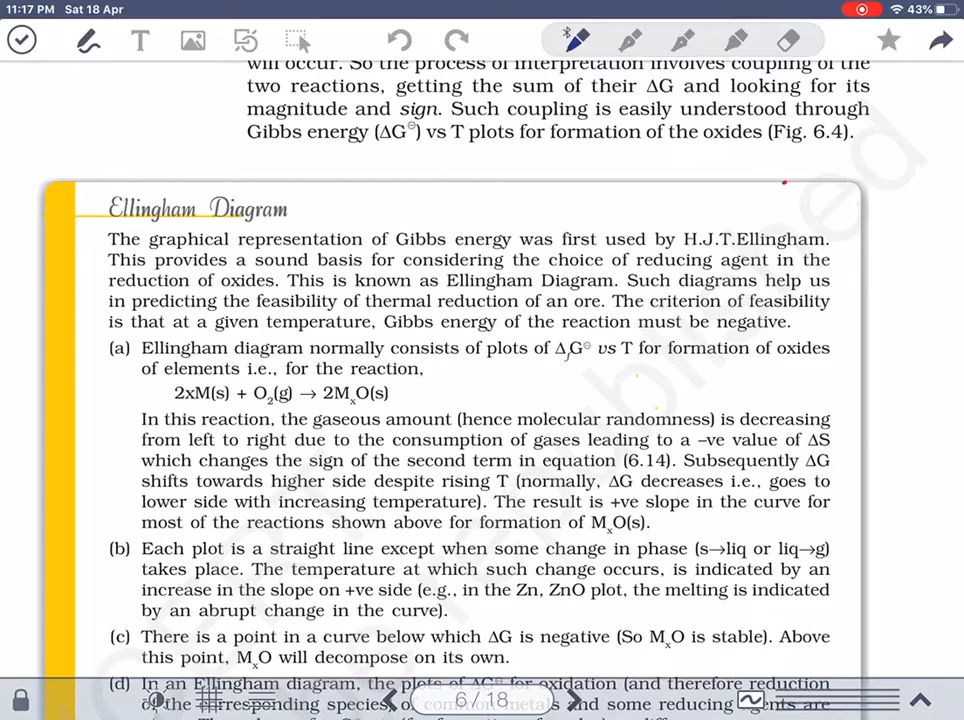 11:17 PM Sat 18 Apr 43%
T
will occur. So the process of interpretation involves coupling of the
two reactions, getting the sum of their ΔG and looking for its
magnitude and sign. Such coupling is easily understood through
Gibbs energy (ΔG⊖) vs T plots for formation of the oxides (Fig. 6.4).
Ellingham Diagram
The graphical representation of Gibbs energy was first used by H.J.T.Ellingham.
This provides a sound basis for considering the choice of reducing agent in the
reduction of oxides. This is known as Ellingham Diagram. Such diagrams help us
in predicting the feasibility of thermal reduction of an ore. The criterion of feasibility
is that at a given temperature, Gibbs energy of the reaction must be negative.
(a) Ellingham diagram normally consists of plots of ΔfG⊖ vs T for formation of oxides
of elements i.e., for the reaction,
2xM(s) + O2(g) → 2MxO(s)
In this reaction, the gaseous amount (hence molecular randomness) is decreasing
from left to right due to the consumption of gases leading to a –ve value of ΔS
which changes the sign of the second term in equation (6.14). Subsequently ΔG
shifts towards higher side despite rising T (normally, ΔG decreases i.e., goes to
lower side with increasing temperature). The result is +ve slope in the curve for
most of the reactions shown above for formation of MxO(s).
(b) Each plot is a straight line except when some change in phase (s→liq or liq→g)
takes place. The temperature at which such change occurs, is indicated by an
increase in the slope on +ve side (e.g., in the Zn, ZnO plot, the melting is indicated
by an abrupt change in the curve).
(c) There is a point in a curve below which ΔG is negative (So MxO is stable). Above
this point, MxO will decompose on its own.
(d) In an Ellingham diagram, the plots of ΔG⊖ for oxidation (and therefore reduction
of the corresponding species) of common metals and some reducing agents are
6 / 18